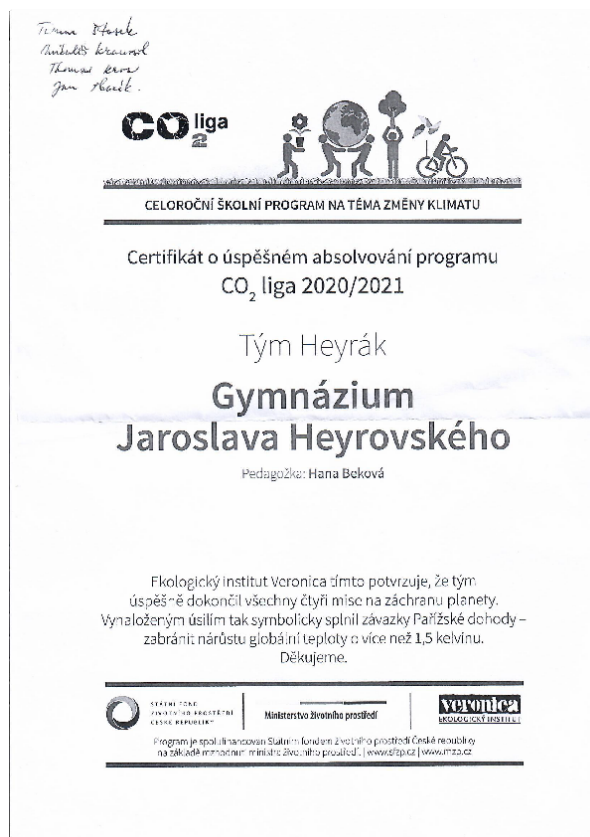 Jan
CO2 liga
CELOROČNÍ ŠKOLNÍ PROGRAM NA TÉMA ZMĚNY KLIMATU
Certifikát o úspěšném absolvování programu
CO2 liga 2020/2021
Tým Heyrák
Gymnázium
Jaroslava Heyrovského
Pedagožka: Hana Beková
Ekologický institut Veronica tímto potvrzuje, že tým
úspěšně dokončil všechny čtyři mise na záchranu planety.
Vynaloženým úsilím tak symbolicky splnil závazky Pařížské dohody –
zabránit nárůstu globální teploty o více než 1,5 kelvinu.
Děkujeme.
STÁTNÍ FOND
ŽIVOTNÍHO PROSTŘEDÍ
ČESKÉ REPUBLIKY
Ministerstvo životního prostředí
veronica
EKOLOGICKÝ INSTITUT
Program je spolufinancován Státním fondem životního prostředí České republiky
na základě rozhodnutí ministra životního prostředí. | www.sfzp.cz | www.mzp.cz